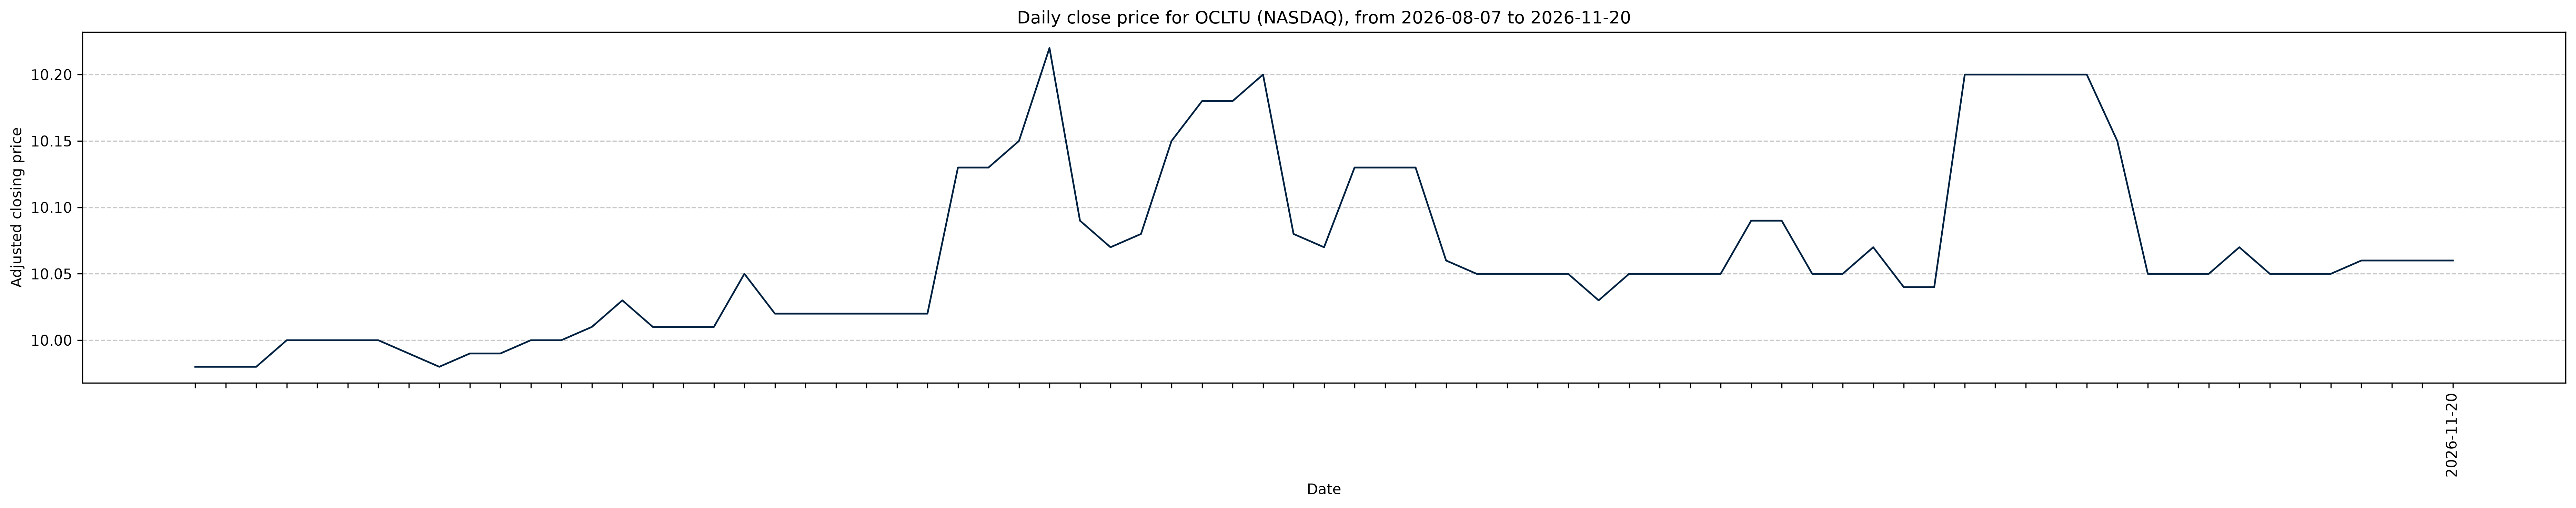 Daily close price for OCLTU (NASDAQ), from 2026-08-07 to 2026-11-20
Adjusted closing price
10.20
10.15
10.10
10.05
10.00
2026-11-20
Date